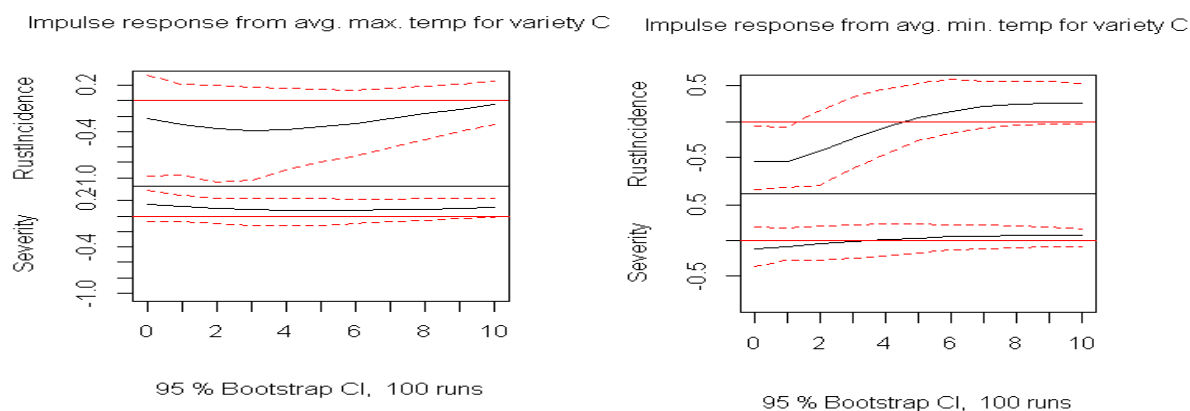 Impulse response from avg. max. temp for variety C
RustIncidence
0.2
-0.4
-1.0
Severity
0.2
-0.4
-1.0
0 2 4 6 8 10
95 % Bootstrap CI, 100 runs
Impulse response from avg. min. temp for variety C
RustIncidence
0.5
-0.5
Severity
0.5
-0.5
0 2 4 6 8 10
95 % Bootstrap CI, 100 runs